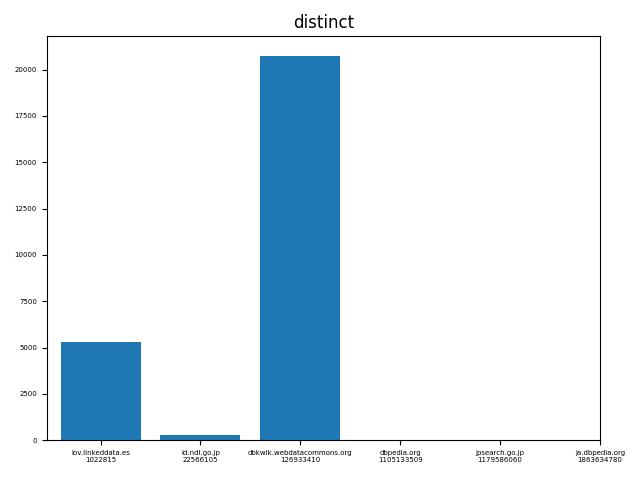 distinct
20000
17500
15000
12500
10000
7500
5000
2500
0
lov.linkeddata.es
1022815
id.ndl.go.jp
22566105
dbkwik.webdatacommons.org
126933410
dbpedia.org
1105133509
jpsearch.go.jp
1179586060
ja.dbpedia.org
1863634780